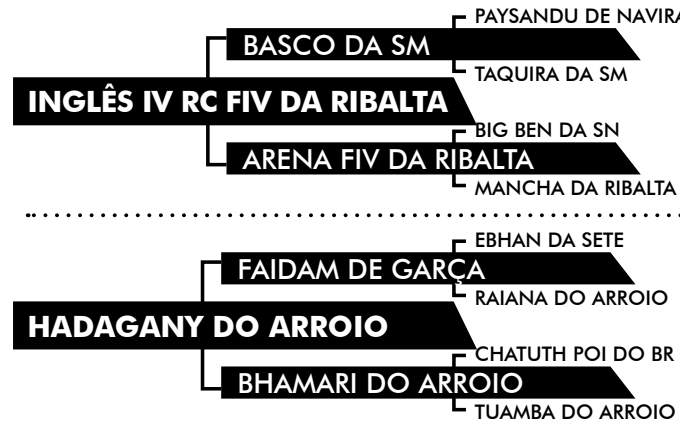 PAYSANDU DE NAVIRA
BASCO DA SM
TAQUIRA DA SM
INGLÊS IV RC FIV DA RIBALTA
BIG BEN DA SN
ARENA FIV DA RIBALTA
MANCHA DA RIBALTA
EBHAN DA SETE
FAIDAM DE GARÇA
RAIANA DO ARROIO
HADAGANY DO ARROIO
CHATUTH POI DO BR
BHAMARI DO ARROIO
TUAMBA DO ARROIO